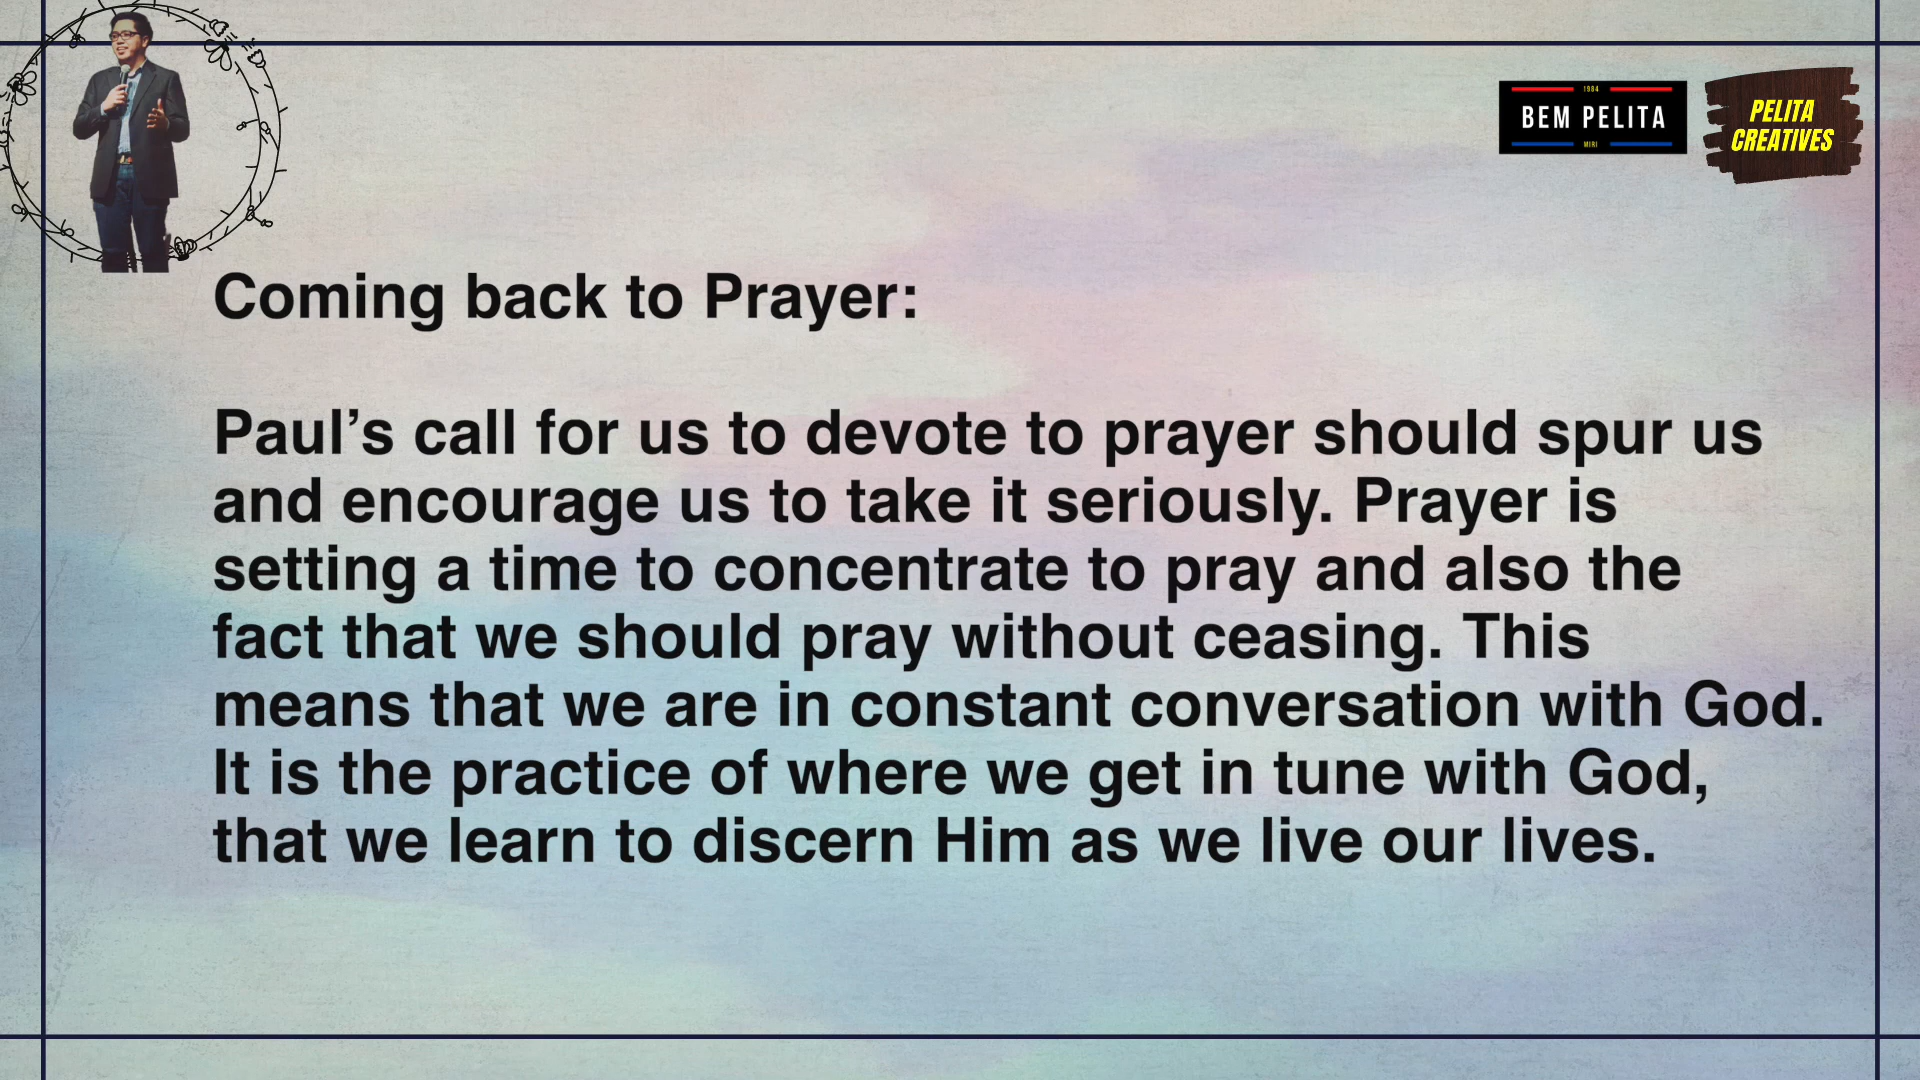 1984
BEM PELITA
MIRI
PELITA
CREATIVES
Coming back to Prayer:
Paul’s call for us to devote to prayer should spur us
and encourage us to take it seriously. Prayer is
setting a time to concentrate to pray and also the
fact that we should pray without ceasing. This
means that we are in constant conversation with God.
It is the practice of where we get in tune with God,
that we learn to discern Him as we live our lives.